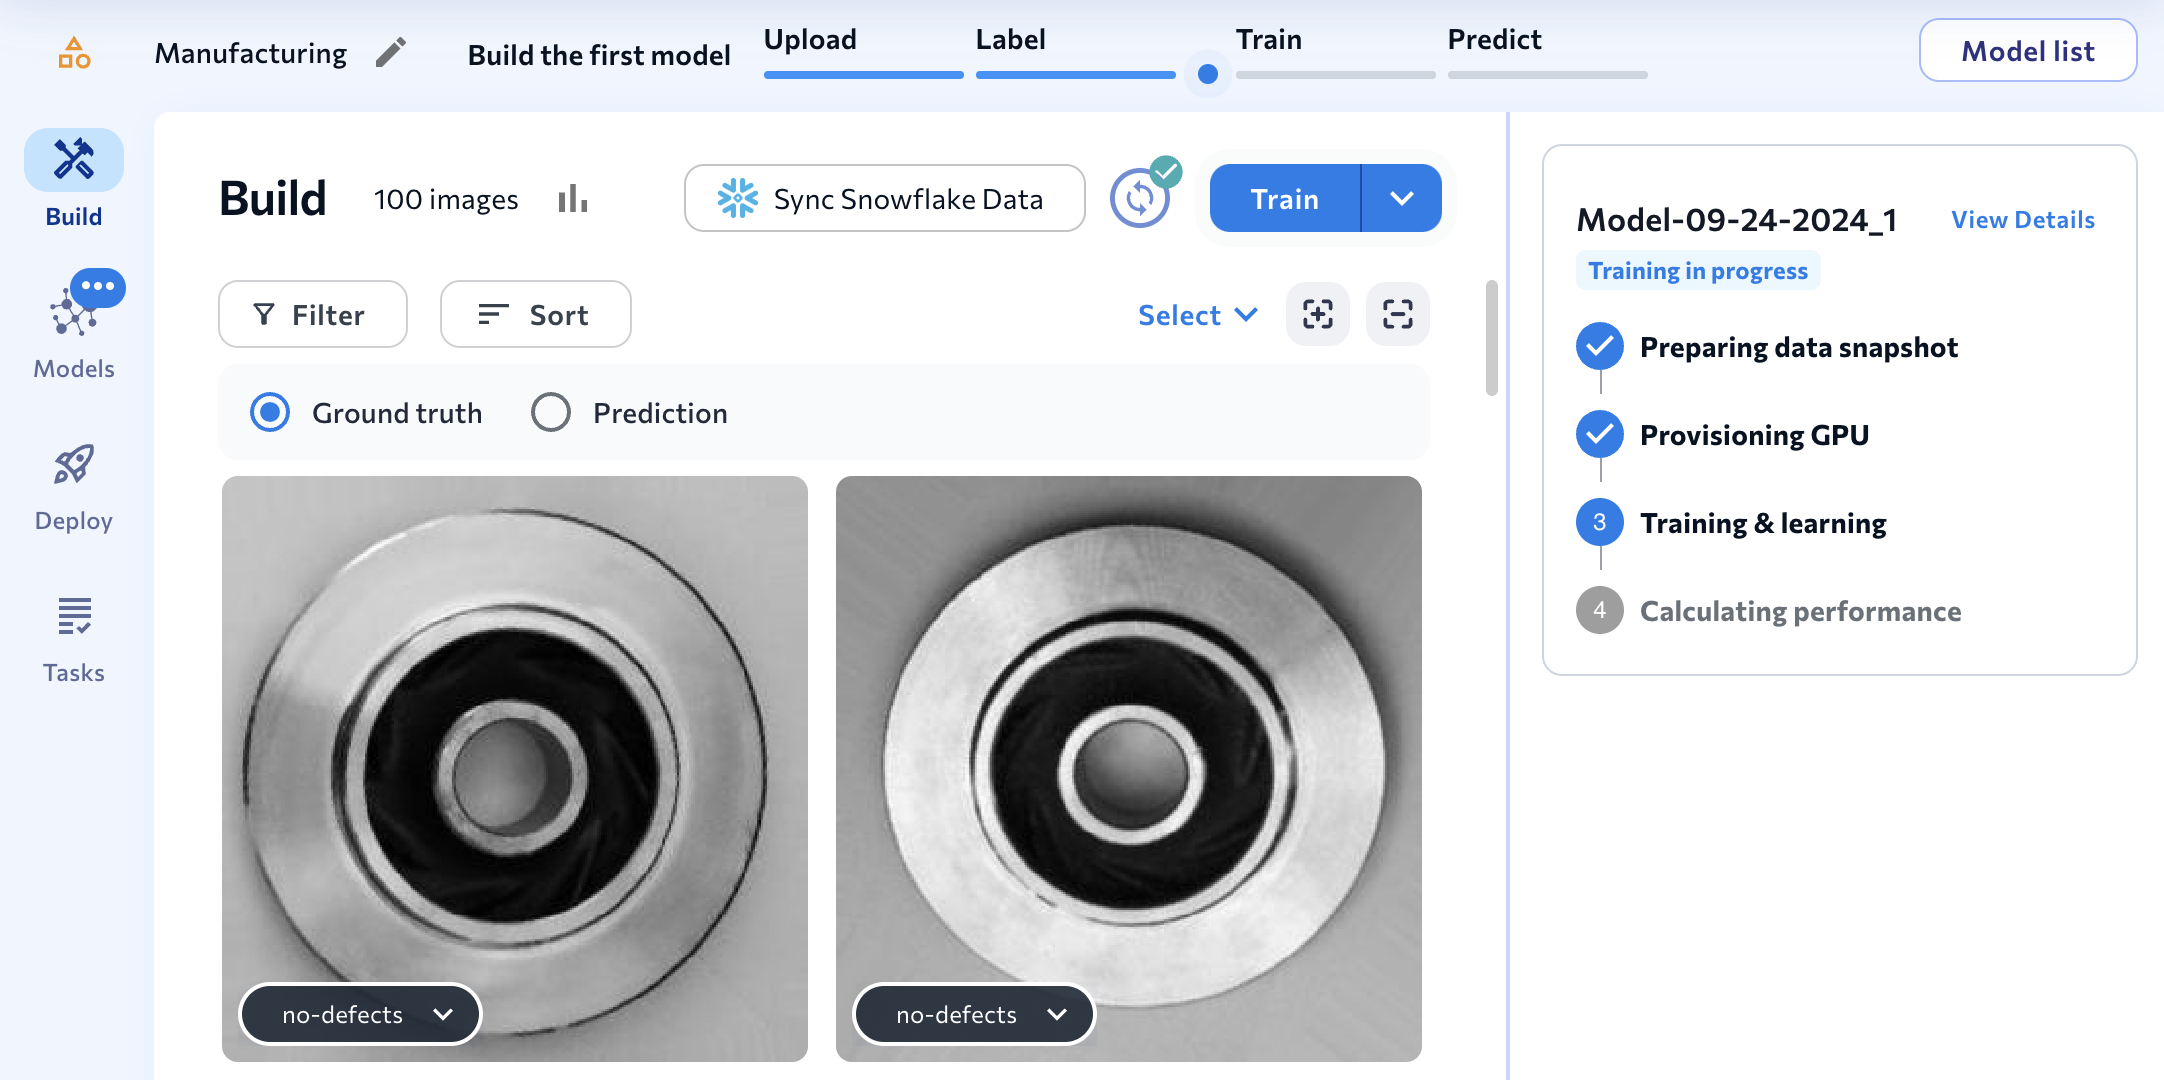 Manufacturing
Build the first model
Upload
Label
Train
Predict
Model list
Build
Models
Deploy
Tasks
Build
100 images
Sync Snowflake Data
Train
Filter
Sort
Select
Ground truth
Prediction
no-defects
no-defects
Model-09-24-2024_1
View Details
Training in progress
Preparing data snapshot
Provisioning GPU
3 Training & learning
4 Calculating performance